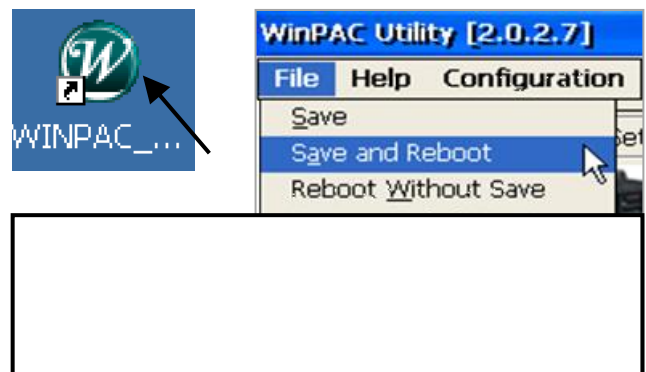 WINPAC_...
WinPAC Utility [2.0.2.7]
File Help Configuration
Save
Save and Reboot
Reboot Without Save